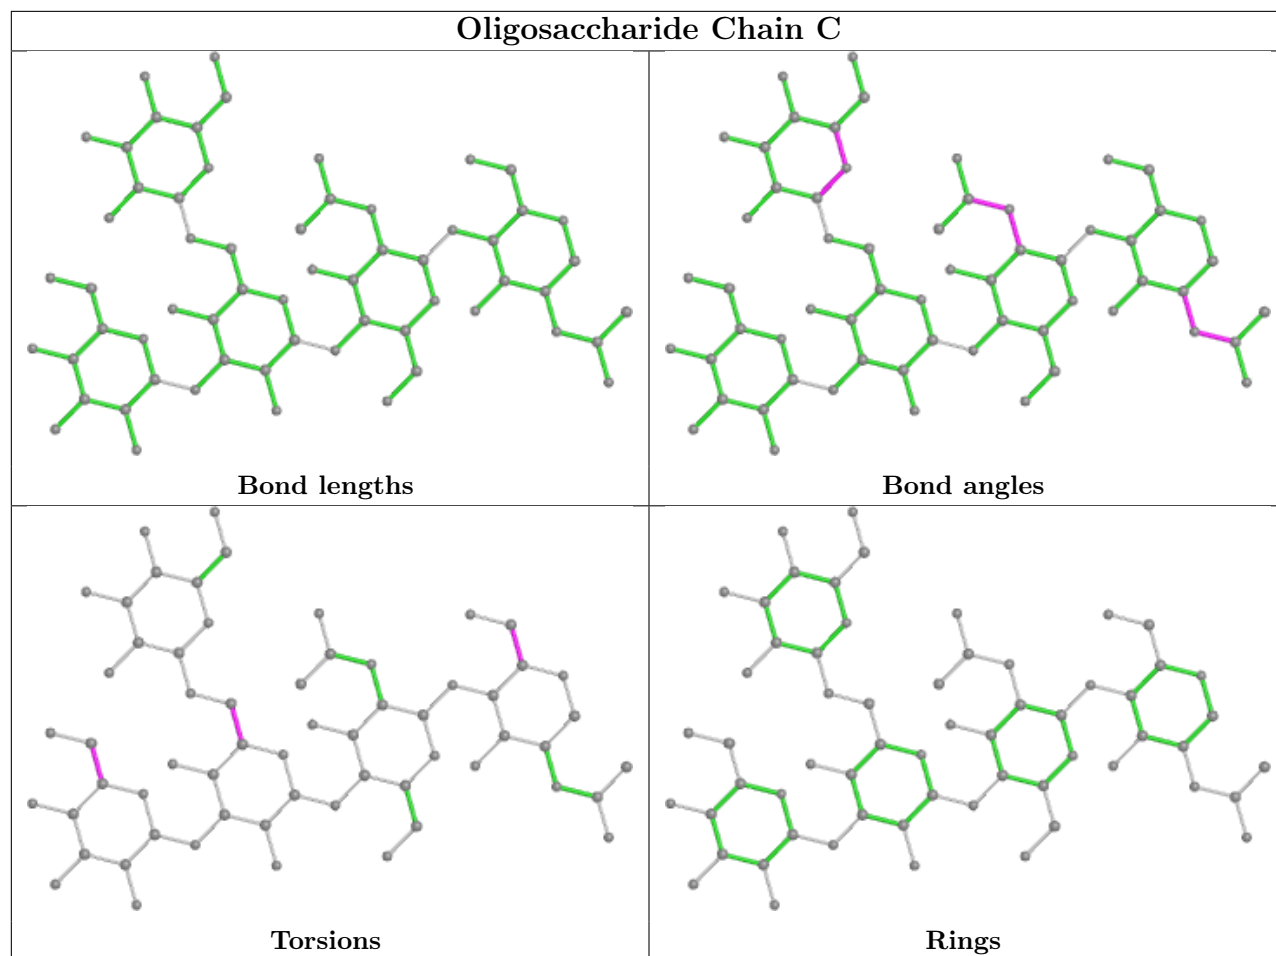 Oligosaccharide Chain C
Bond lengths
Bond angles
Torsions
Rings